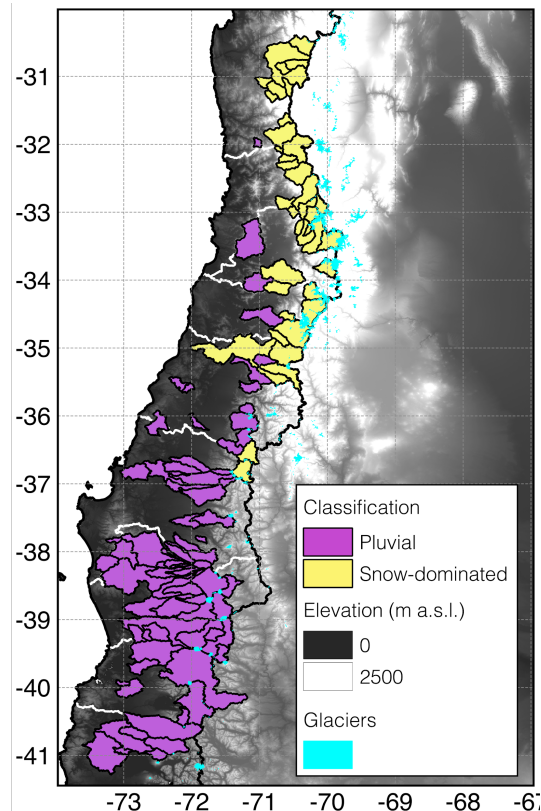 -31
-32
-33
-34
-35
-36
-37
-38
-39
-40
-41
Classification
Pluvial
Snow-dominated
Elevation (m a.s.l.)
0
2500
Glaciers
-73 -72 -71 -70 -69 -68 -67